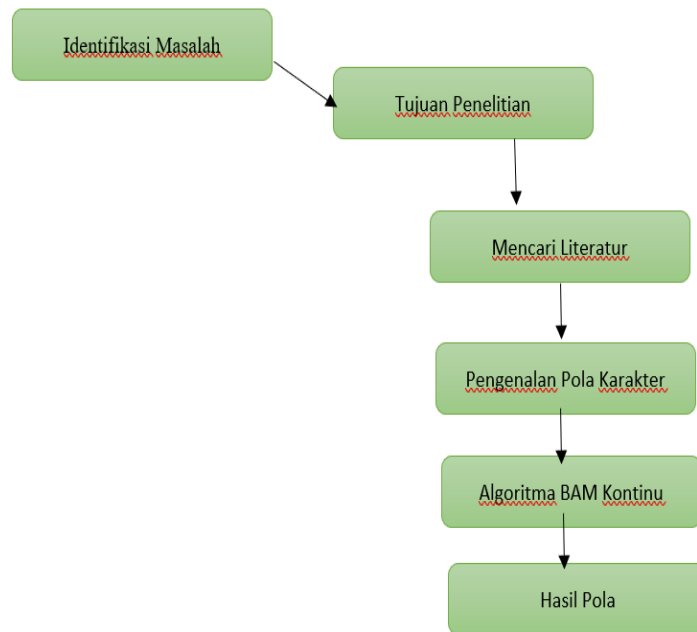 Identifikasi Masalah
Tujuan Penelitian
Mencari Literatur
Pengenalan Pola Karakter
Algoritma BAM Kontinu
Hasil Pola